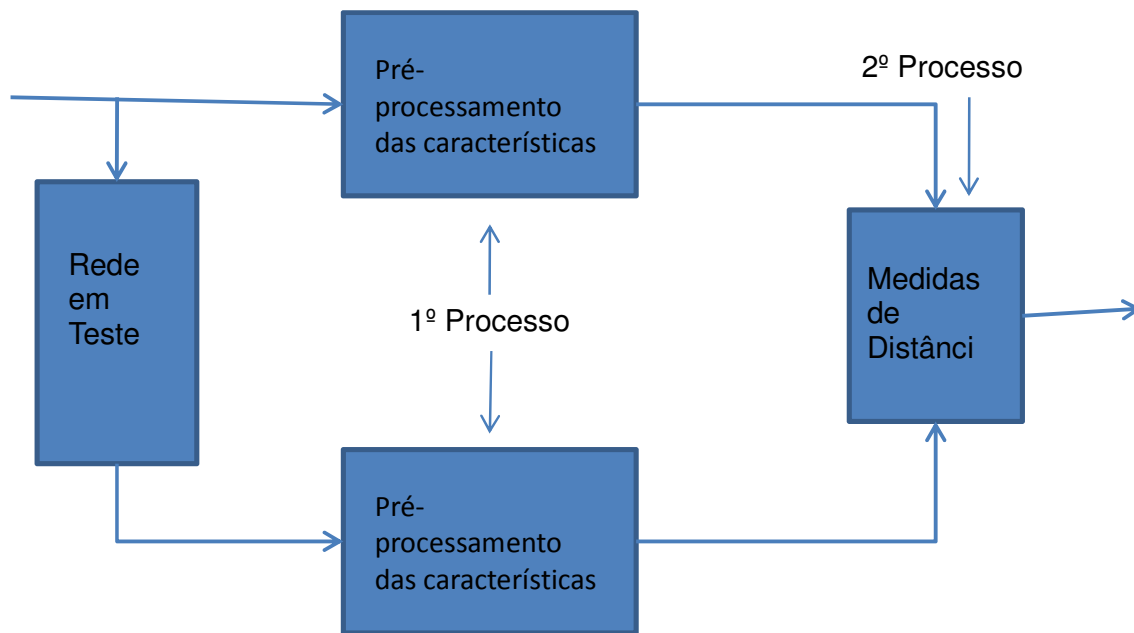 Pré-
processamento
das características
2º Processo
Rede
em
Teste
1º Processo
Medidas
de
Distânci
Pré-
processamento
das características